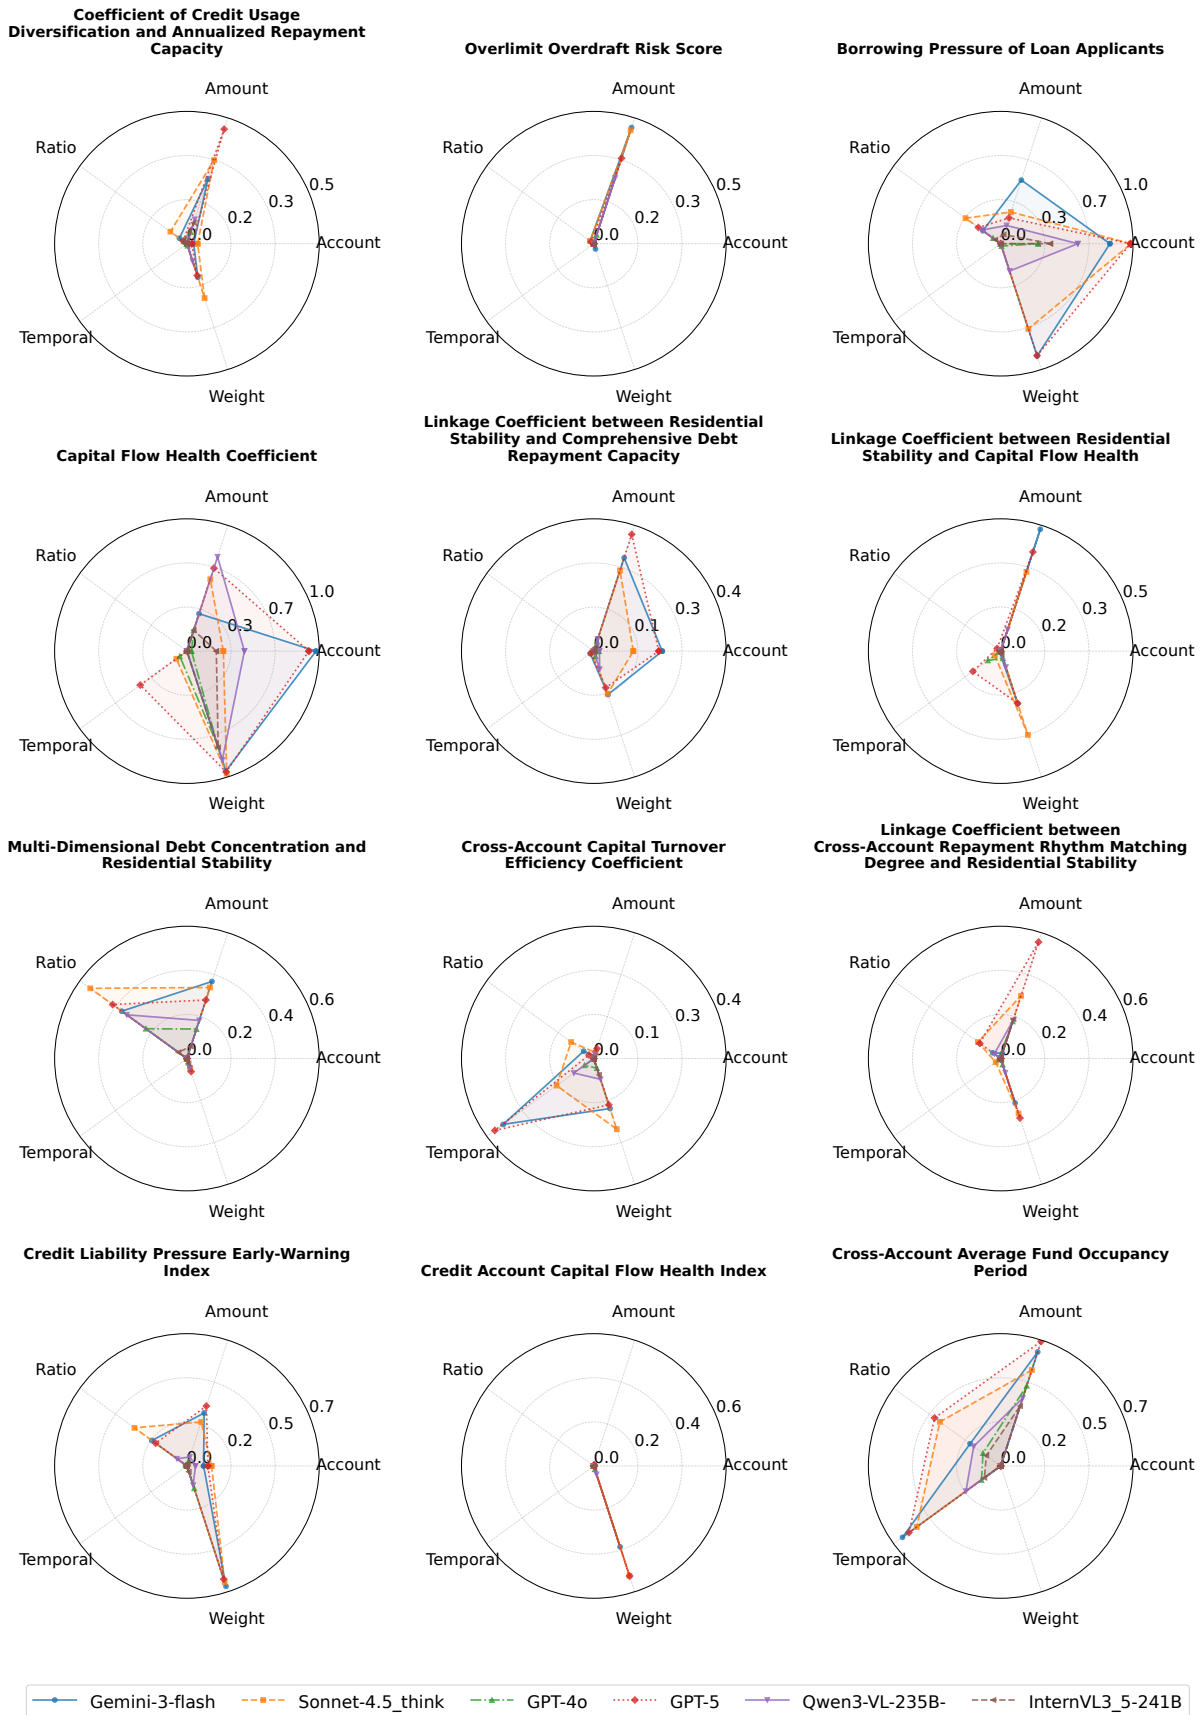 Coefficient of Credit Usage
Diversification and Annualized Repayment
Capacity
Amount
Ratio
0.5
0.3
0.2
0.0
Account
Temporal
Weight
Overlimit Overdraft Risk Score
Amount
Ratio
0.5
0.3
0.2
0.0
Account
Temporal
Weight
Borrowing Pressure of Loan Applicants
Amount
Ratio
1.0
0.7
0.3
0.0
Account
Temporal
Weight
Capital Flow Health Coefficient
Amount
Ratio
1.0
0.7
0.3
0.0
Account
Temporal
Weight
Linkage Coefficient between Residential
Stability and Comprehensive Debt
Repayment Capacity
Amount
Ratio
0.4
0.3
0.1
0.0
Account
Temporal
Weight
Linkage Coefficient between Residential
Stability and Capital Flow Health
Amount
Ratio
0.5
0.3
0.2
0.0
Account
Temporal
Weight
Multi-Dimensional Debt Concentration and
Residential Stability
Amount
Ratio
0.6
0.4
0.2
0.0
Account
Temporal
Weight
Cross-Account Capital Turnover
Efficiency Coefficient
Amount
Ratio
0.4
0.3
0.1
0.0
Account
Temporal
Weight
Linkage Coefficient between
Cross-Account Repayment Rhythm Matching
Degree and Residential Stability
Amount
Ratio
0.6
0.4
0.2
0.0
Account
Temporal
Weight
Credit Liability Pressure Early-Warning
Index
Amount
Ratio
0.7
0.5
0.2
0.0
Account
Temporal
Weight
Credit Account Capital Flow Health Index
Amount
Ratio
0.6
0.4
0.2
0.0
Account
Temporal
Weight
Cross-Account Average Fund Occupancy
Period
Amount
Ratio
0.7
0.5
0.2
0.0
Account
Temporal
Weight
Gemini-3-flash Sonnet-4.5_think GPT-4o GPT-5 Qwen3-VL-235B- InternVL3_5-241B